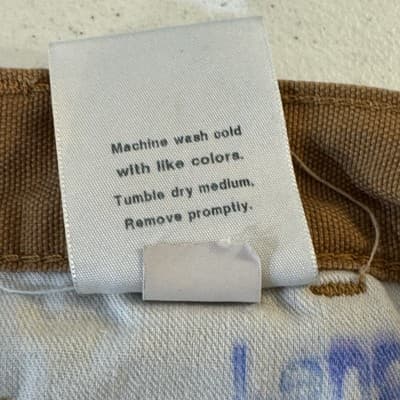 Machine wash cold
with like colors.
Tumble dry medium.
Remove promptly.